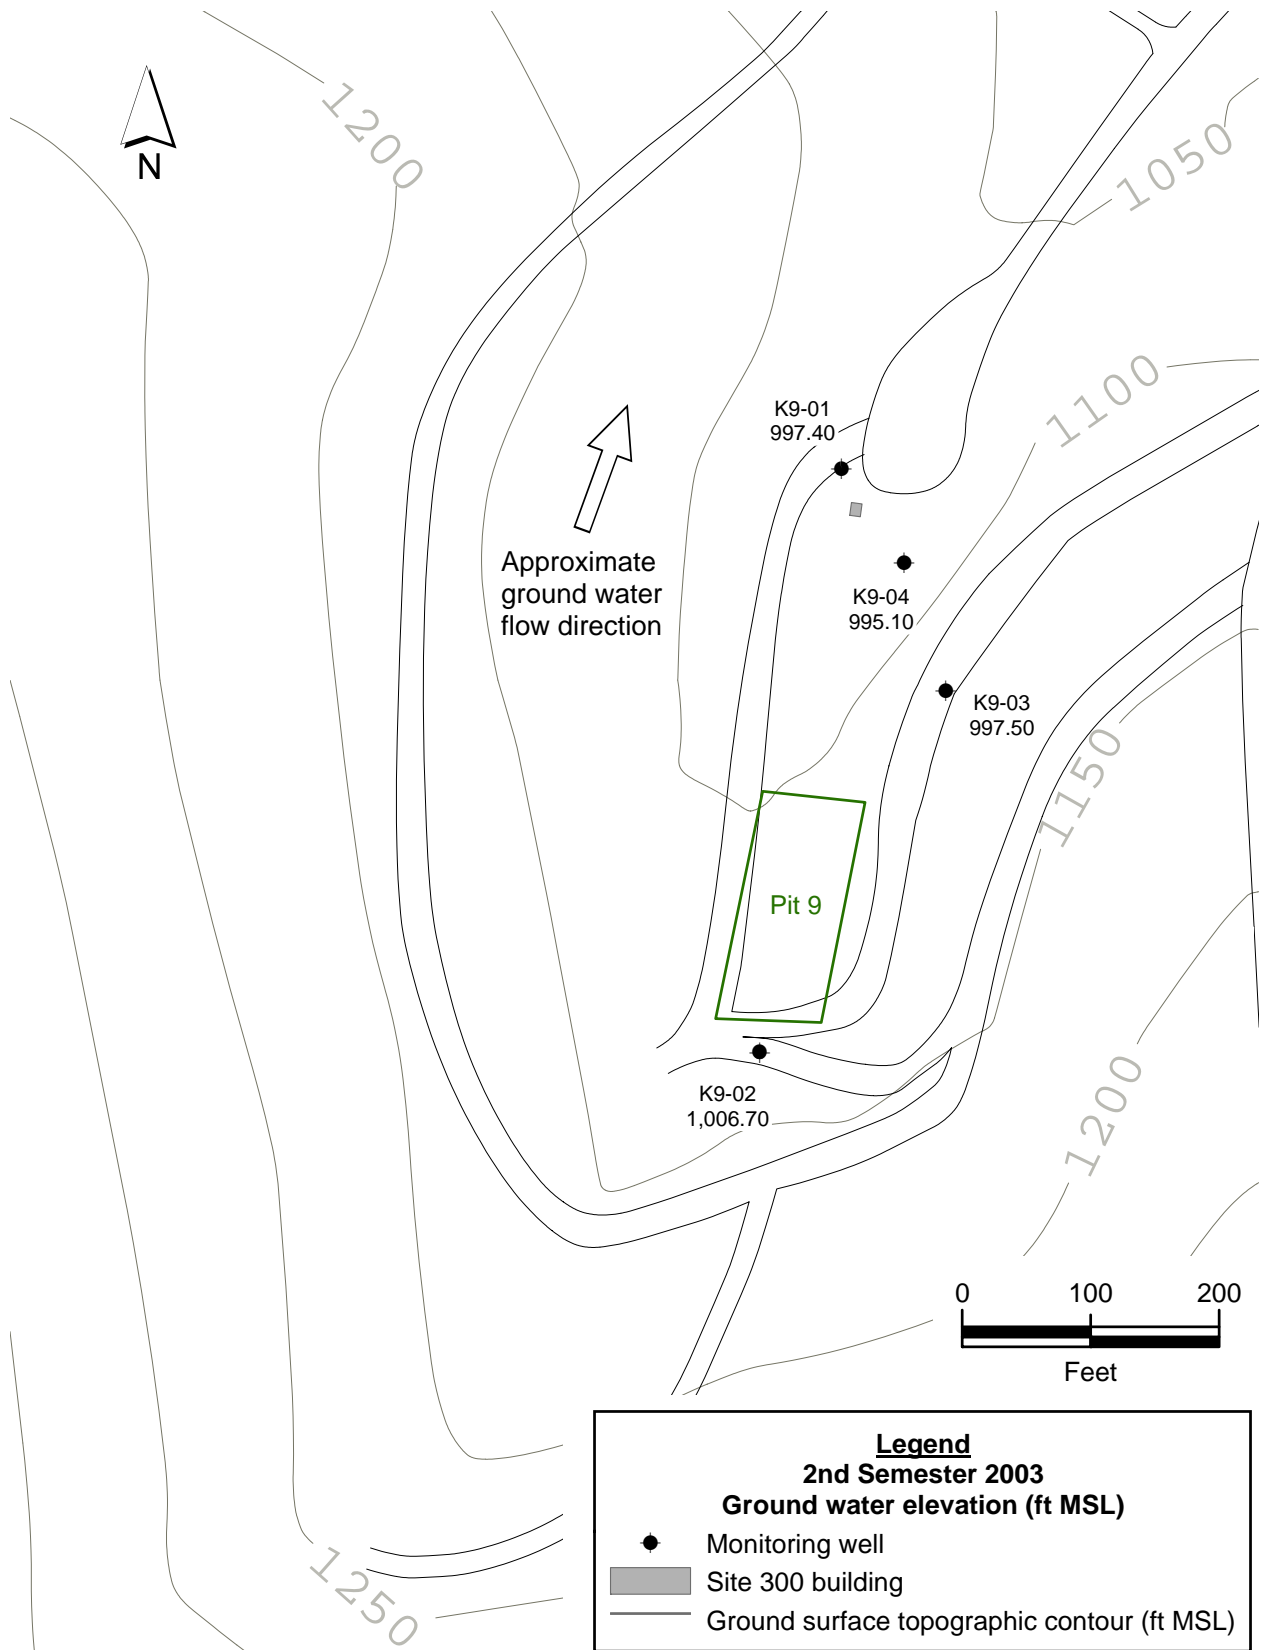 1200
1050
N
1100
K9-01
997.40
Approximate
ground water
flow direction
K9-04
995.10
K9-03
997.50
1150
Pit 9
K9-02
1,006.70
1200
0 100 200
Feet
Legend
2nd Semester 2003
Ground water elevation (ft MSL)
Monitoring well
Site 300 building
Ground surface topographic contour (ft MSL)
1250